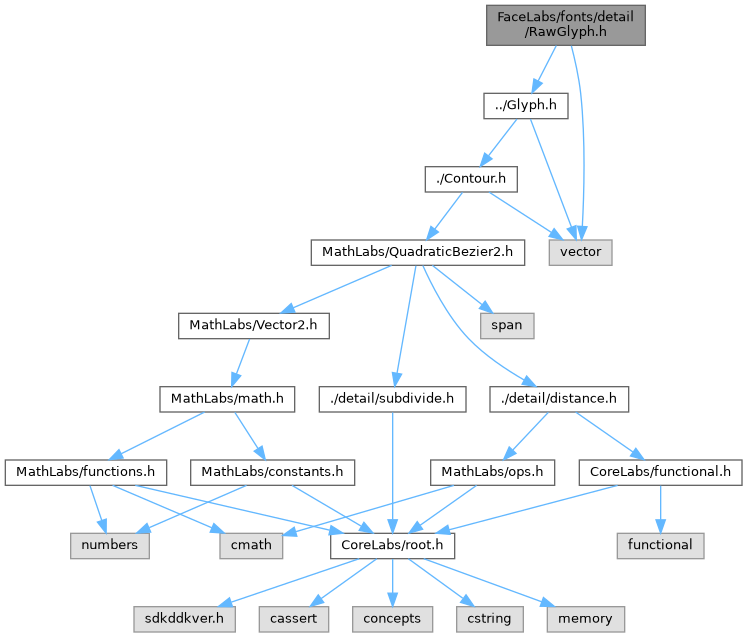 FaceLabs/fonts/detail
/RawGlyph.h
../Glyph.h
./Contour.h
MathLabs/QuadraticBezier2.h
vector
MathLabs/Vector2.h
span
MathLabs/math.h
./detail/subdivide.h
./detail/distance.h
MathLabs/functions.h
MathLabs/constants.h
MathLabs/ops.h
CoreLabs/functional.h
numbers
cmath
CoreLabs/root.h
functional
sdkddkver.h
cassert
concepts
cstring
memory